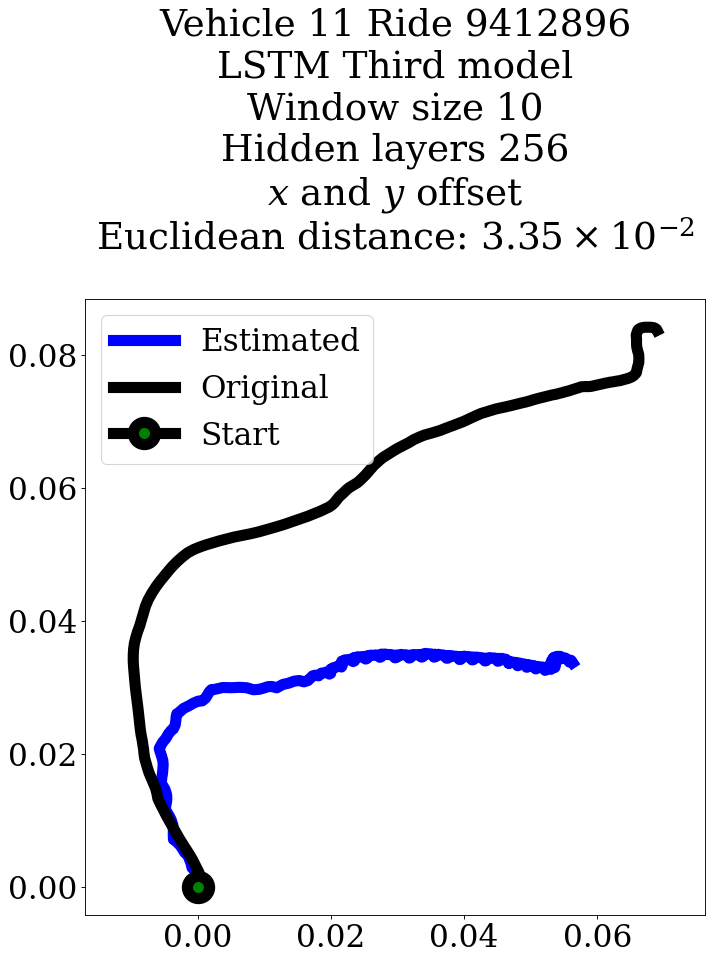 Vehicle 11 Ride 9412896
LSTM Third model
Window size 10
Hidden layers 256
x and y offset
Euclidean distance: 3.35 × 10⁻²
Estimated
Original
Start
0.08
0.06
0.04
0.02
0.00
0.00 0.02 0.04 0.06